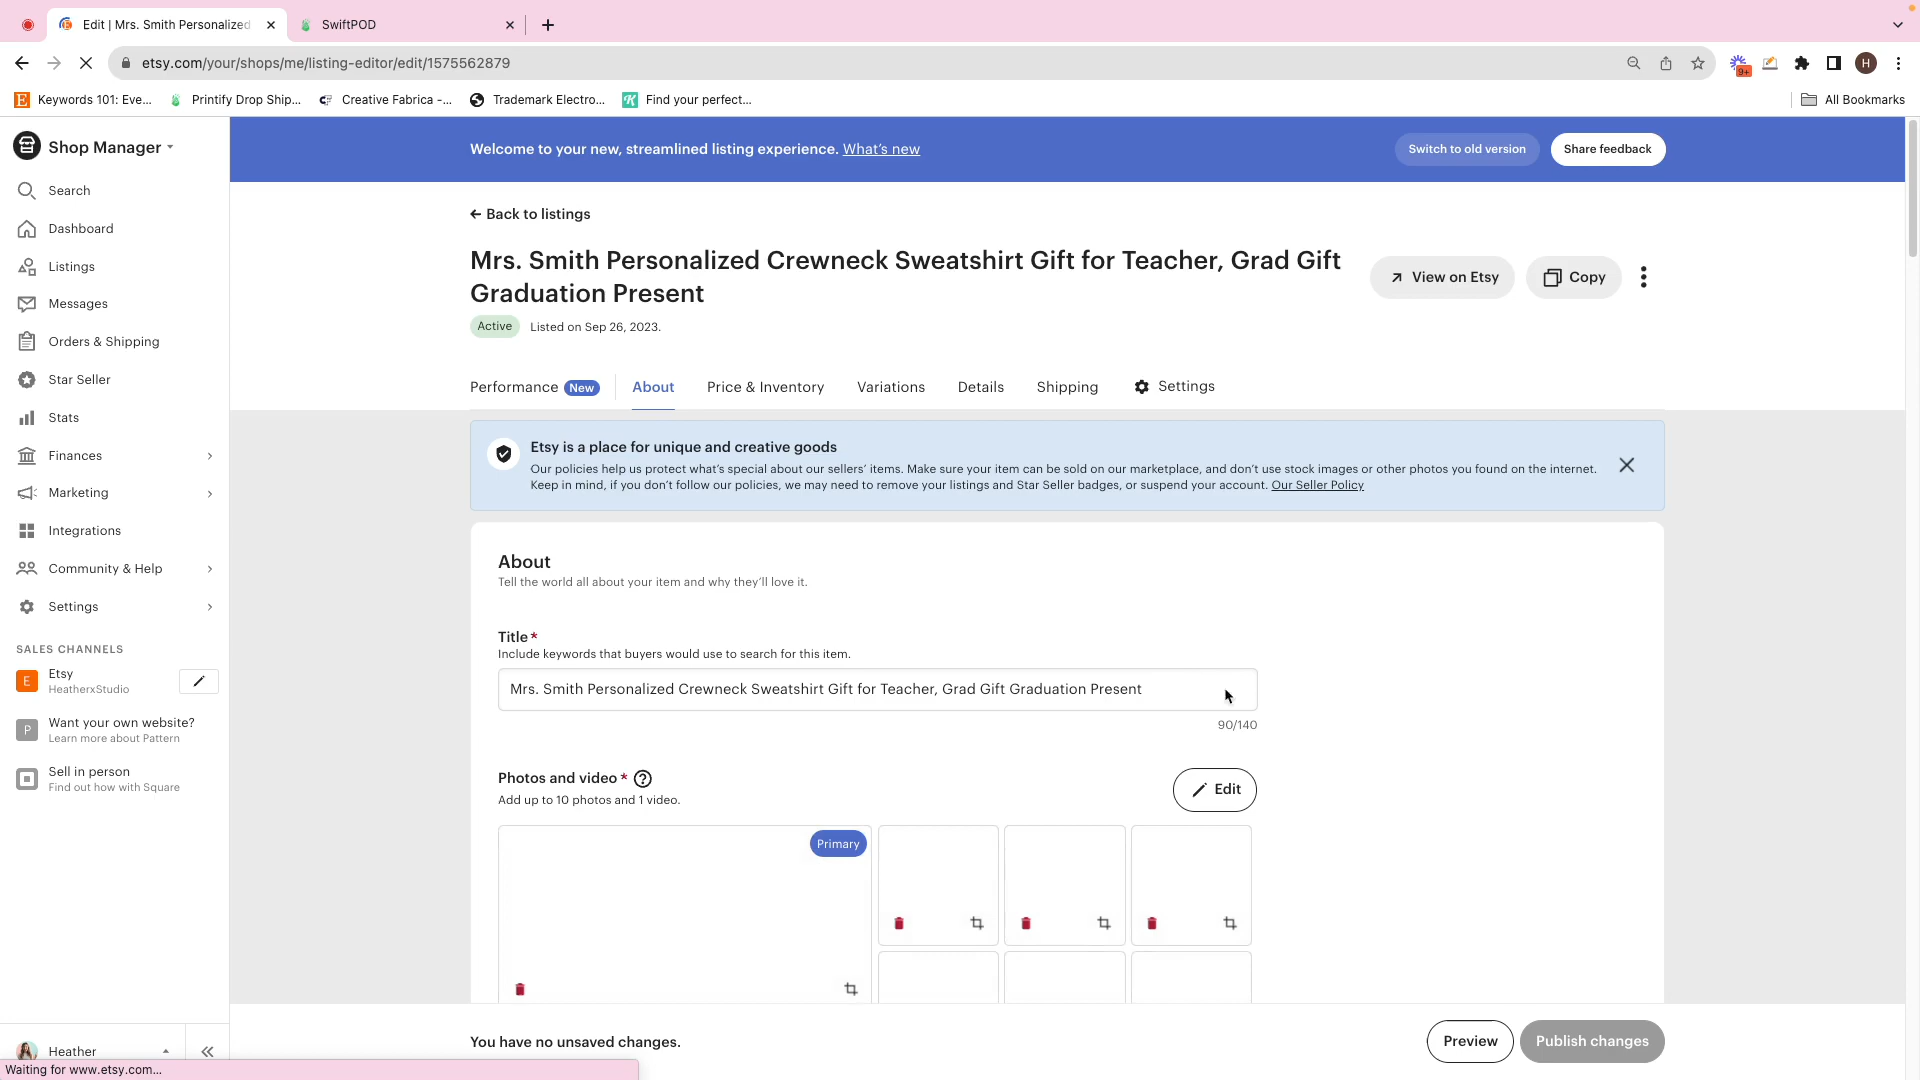 Edit | Mrs. Smith Personalized
SwiftPOD
etsy.com/your/shops/me/listing-editor/edit/1575562879
9+
H
Keywords 101: Eve...
Printify Drop Ship...
Creative Fabrica -...
Trademark Electro...
Find your perfect...
All Bookmarks
Shop Manager
Search
Dashboard
Listings
Messages
Orders & Shipping
Star Seller
Stats
Finances
Marketing
Integrations
Community & Help
Settings
SALES CHANNELS
E
Etsy
HeatherxStudio
P
Want your own website?
Learn more about Pattern
Sell in person
Find out how with Square
Heather
Waiting for www.etsy.com...
Welcome to your new, streamlined listing experience. What's new
Switch to old version
Share feedback
Back to listings
Mrs. Smith Personalized Crewneck Sweatshirt Gift for Teacher, Grad Gift
Graduation Present
View on Etsy
Copy
Active
Listed on Sep 26, 2023.
Performance New
About
Price & Inventory
Variations
Details
Shipping
Settings
Etsy is a place for unique and creative goods
Our policies help us protect what's special about our sellers' items. Make sure your item can be sold on our marketplace, and don't use stock images or other photos you found on the internet.
Keep in mind, if you don't follow our policies, we may need to remove your listings and Star Seller badges, or suspend your account. Our Seller Policy
About
Tell the world all about your item and why they'll love it.
Title*
Include keywords that buyers would use to search for this item.
Mrs. Smith Personalized Crewneck Sweatshirt Gift for Teacher, Grad Gift Graduation Present
90/140
Photos and video * ?
Add up to 10 photos and 1 video.
Edit
Primary
You have no unsaved changes.
Preview
Publish changes